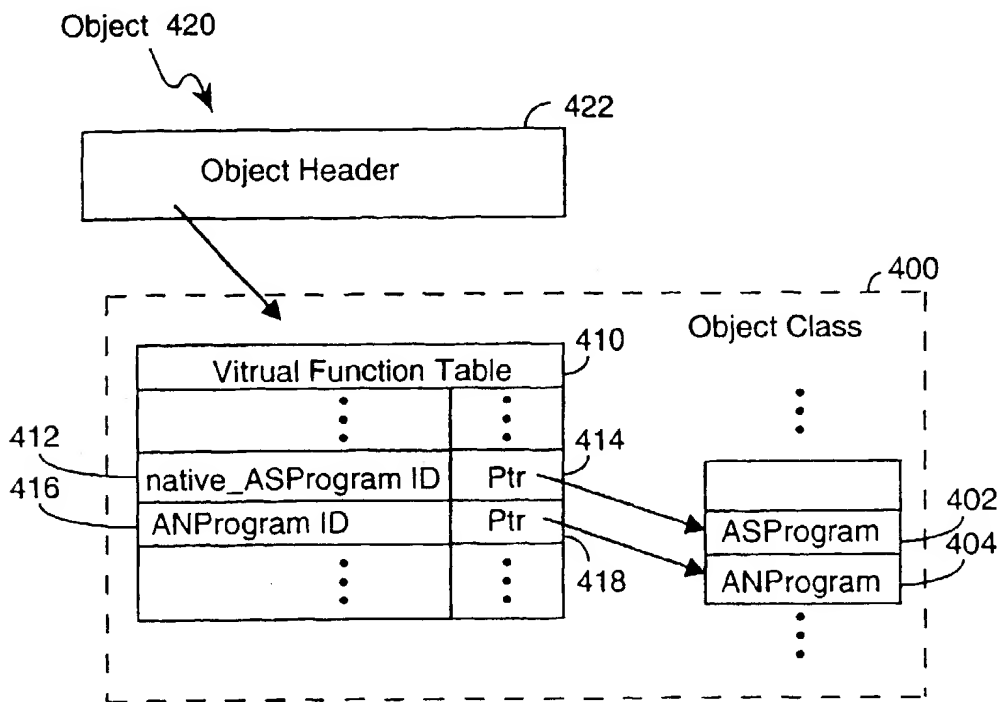 Object 420
422
Object Header
400
Object Class
410
Vitrual Function Table
412
native_ASProgram ID
Ptr
414
416
ANProgram ID
Ptr
418
ASProgram
402
ANProgram
404